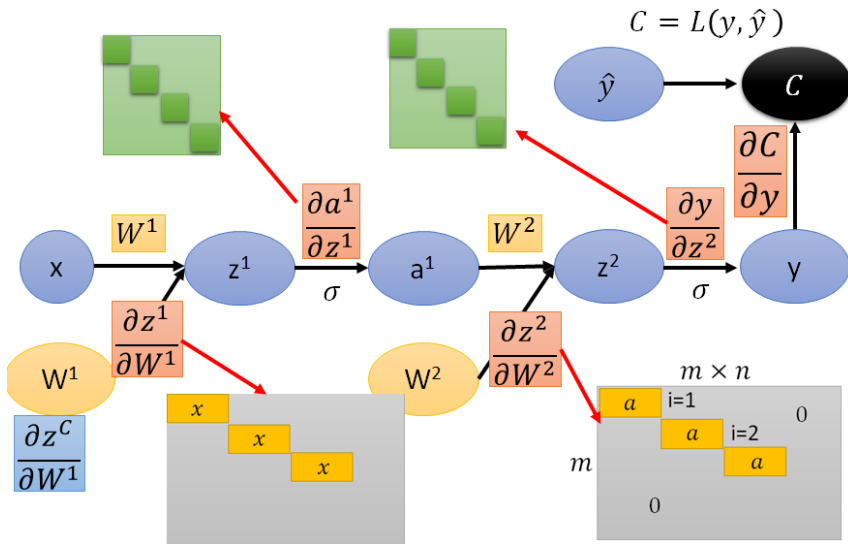 C = L(y, ŷ)
ŷ
C
∂C/∂y
∂a¹/∂z¹
∂y/∂z²
W¹
W²
x
z¹
a¹
z²
y
σ
σ
∂z¹/∂W¹
∂z²/∂W²
W¹
W²
∂z^C/∂W¹
m × n
m
x
x
x
a
i=1
a
i=2
a
0
0